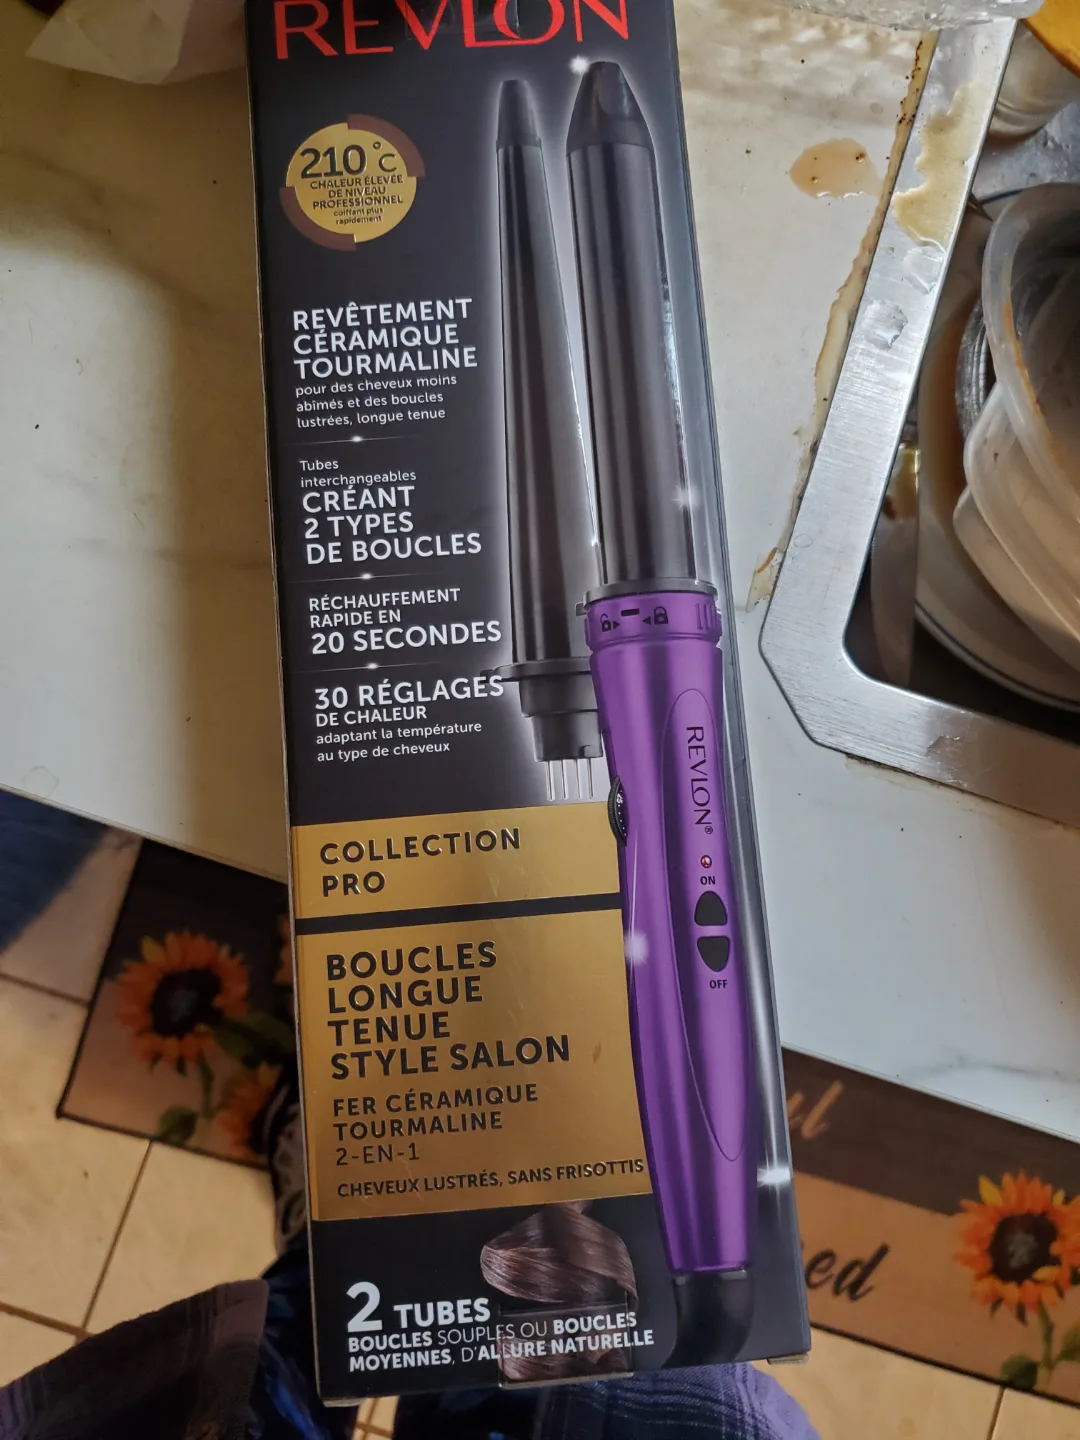 REVLON
210°C
CHALEUR ÉLEVÉE
DE NIVEAU
PROFESSIONNEL
coiffant plus
rapidement
REVÊTEMENT
CÉRAMIQUE
TOURMALINE
pour des cheveux moins
abîmés et des boucles
lustrées, longue tenue
Tubes
interchangeables
CRÉANT
2 TYPES
DE BOUCLES
RÉCHAUFFEMENT
RAPIDE EN
20 SECONDES
30 RÉGLAGES
DE CHALEUR
adaptant la température
au type de cheveux
COLLECTION
PRO
BOUCLES
LONGUE
TENUE
STYLE SALON
FER CÉRAMIQUE
TOURMALINE
2-EN-1
CHEVEUX LUSTRÉS, SANS FRISOTTIS
2 TUBES
BOUCLES SOUPLES OU BOUCLES
MOYENNES, D'ALLURE NATURELLE
REVLON®
ON
OFF